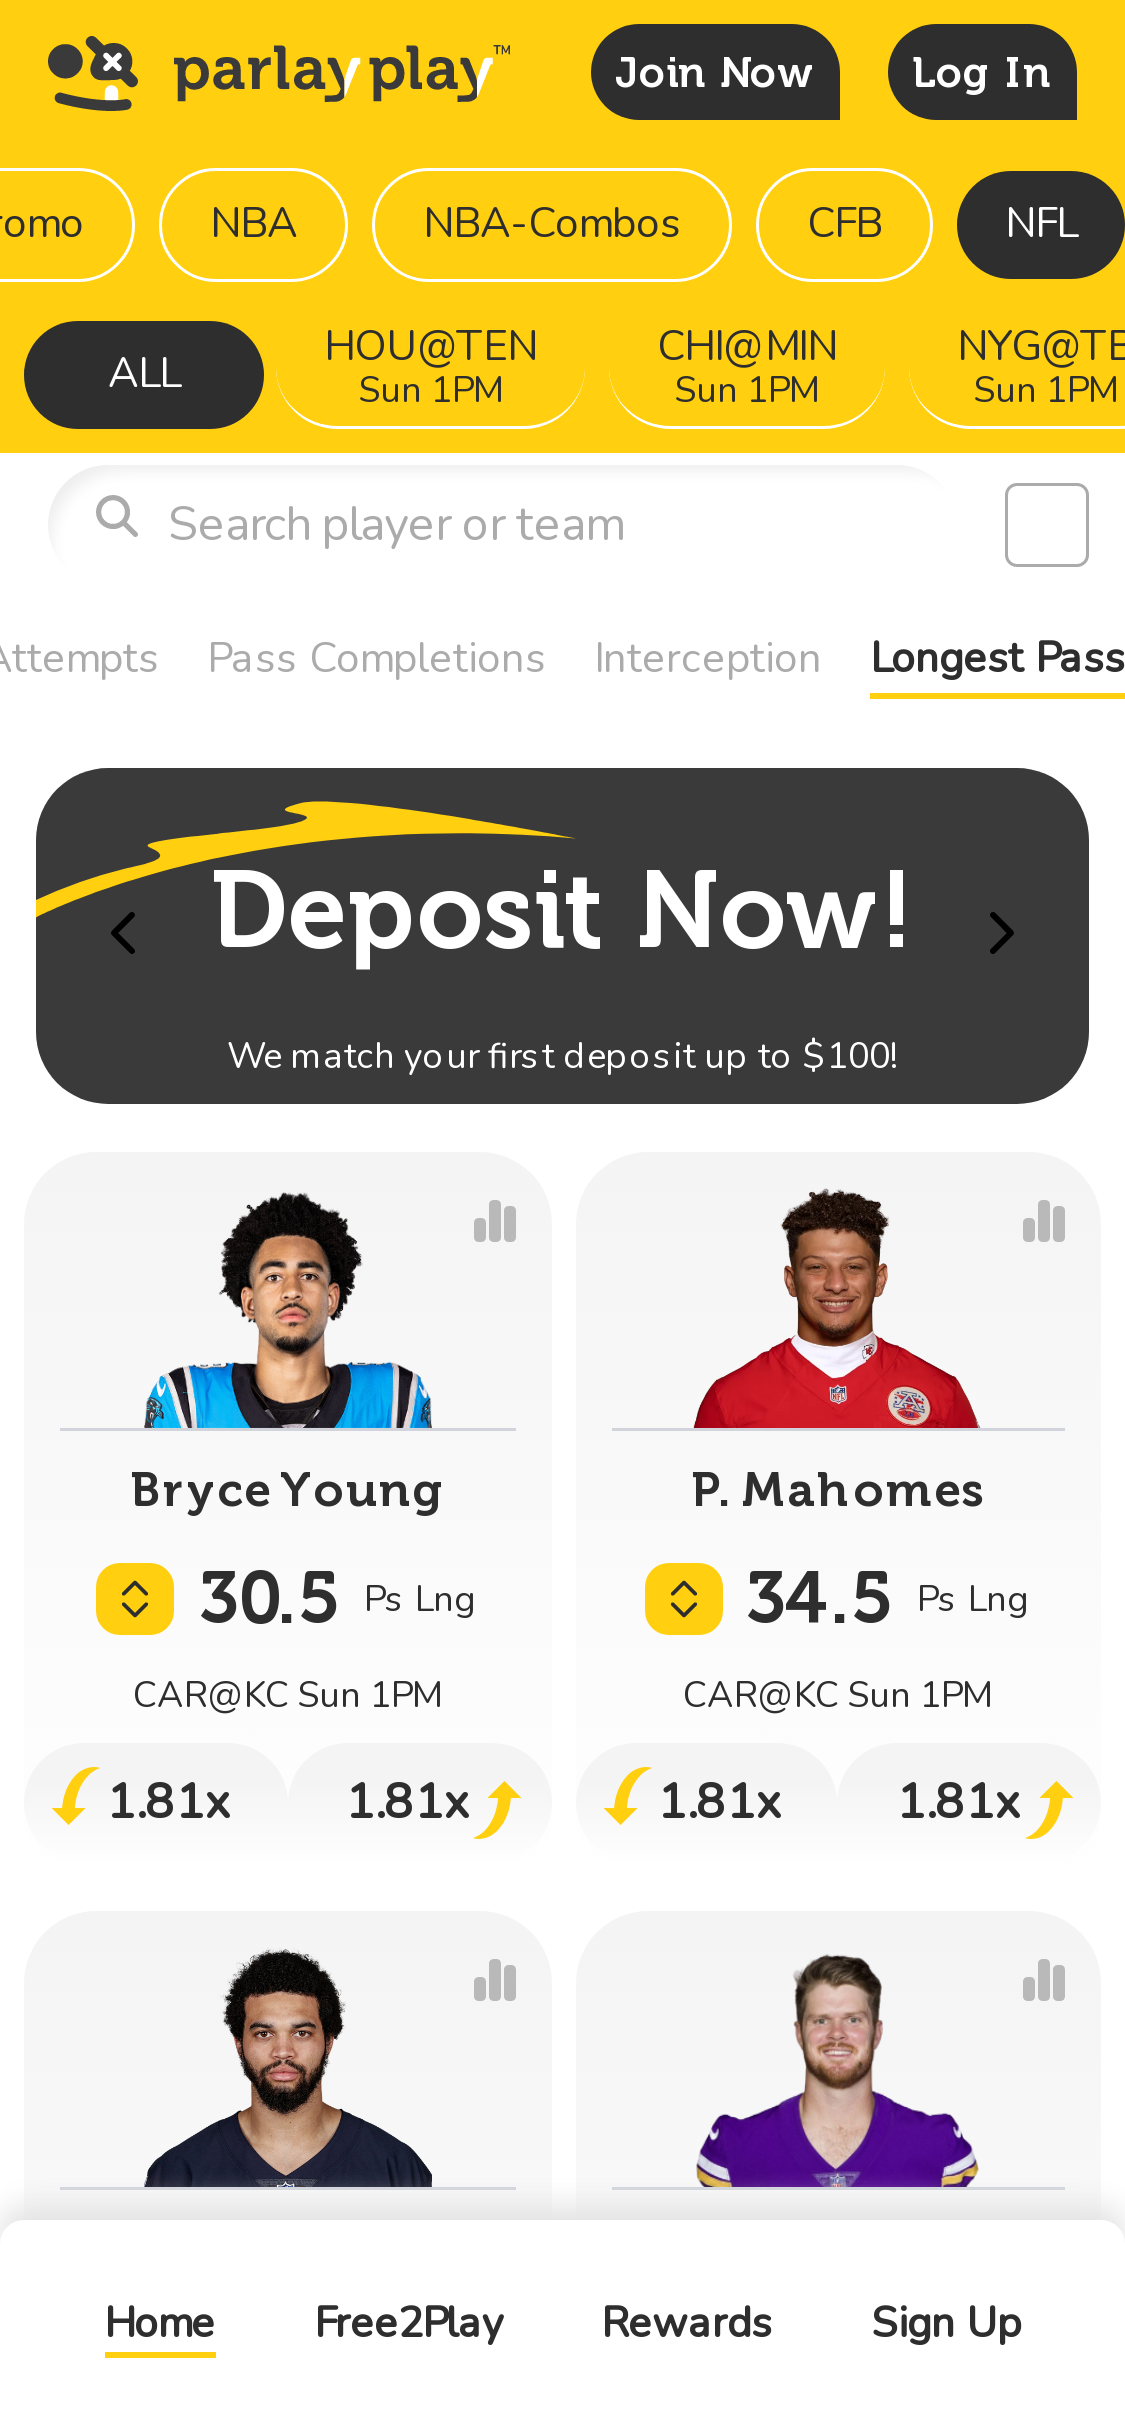 parlay play™
Join Now
Log In
romo
NBA
NBA-Combos
CFB
NFL
ALL
HOU@TEN
Sun 1PM
CHI@MIN
Sun 1PM
NYG@TE
Sun 1PM
Search player or team
Attempts
Pass Completions
Interception
Longest Pass
Deposit Now!
We match your first deposit up to $100!
Bryce Young
30.5 Ps Lng
CAR@KC Sun 1PM
1.81x
1.81x
P. Mahomes
34.5 Ps Lng
CAR@KC Sun 1PM
1.81x
1.81x
Home
Free2Play
Rewards
Sign Up